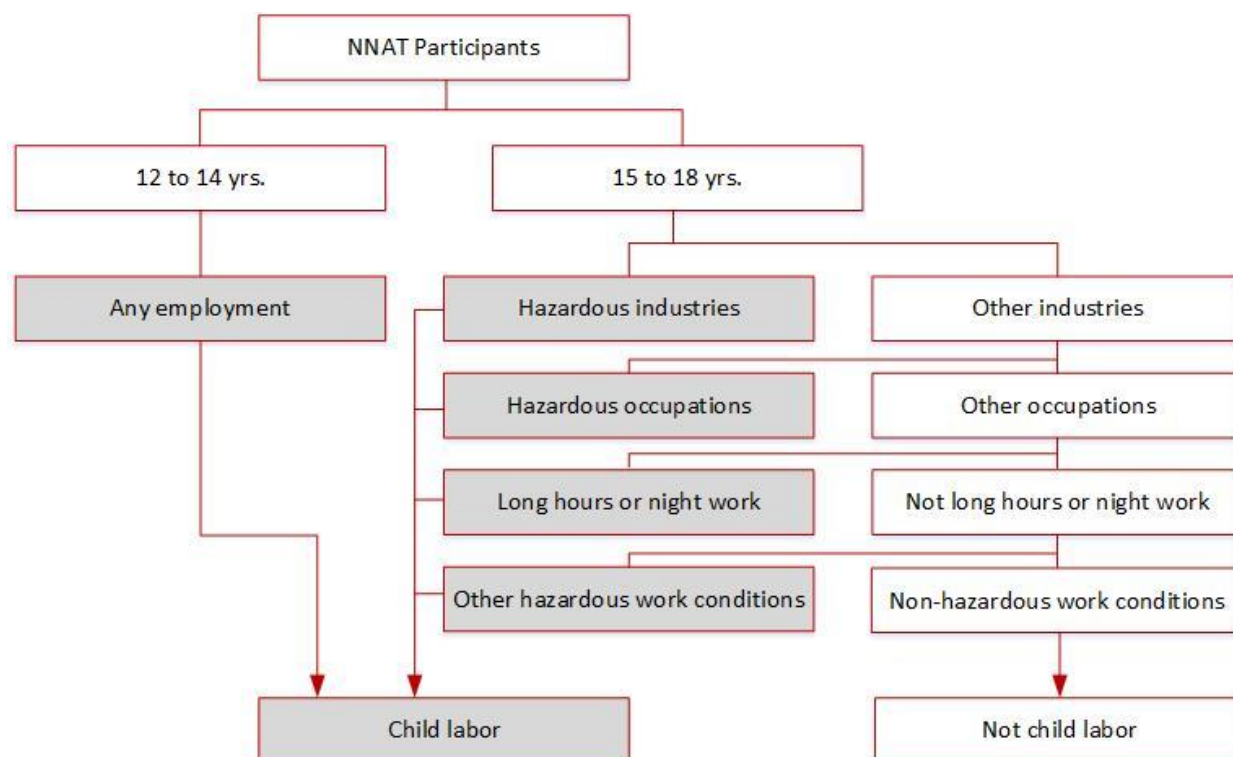 NNAT Participants
12 to 14 yrs.
15 to 18 yrs.
Any employment
Hazardous industries
Other industries
Hazardous occupations
Other occupations
Long hours or night work
Not long hours or night work
Other hazardous work conditions
Non-hazardous work conditions
Child labor
Not child labor